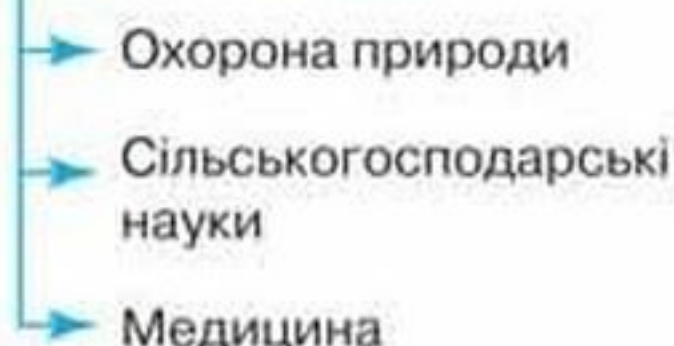 Охорона природи
Сільськогосподарські
науки
Медицина